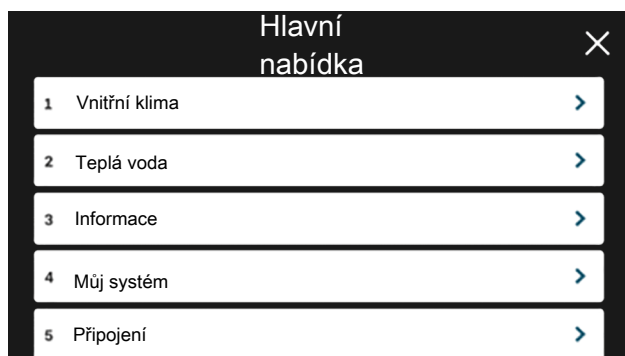 Hlavní
nabídka
1 Vnitřní klima
2 Teplá voda
3 Informace
4 Můj systém
5 Připojení